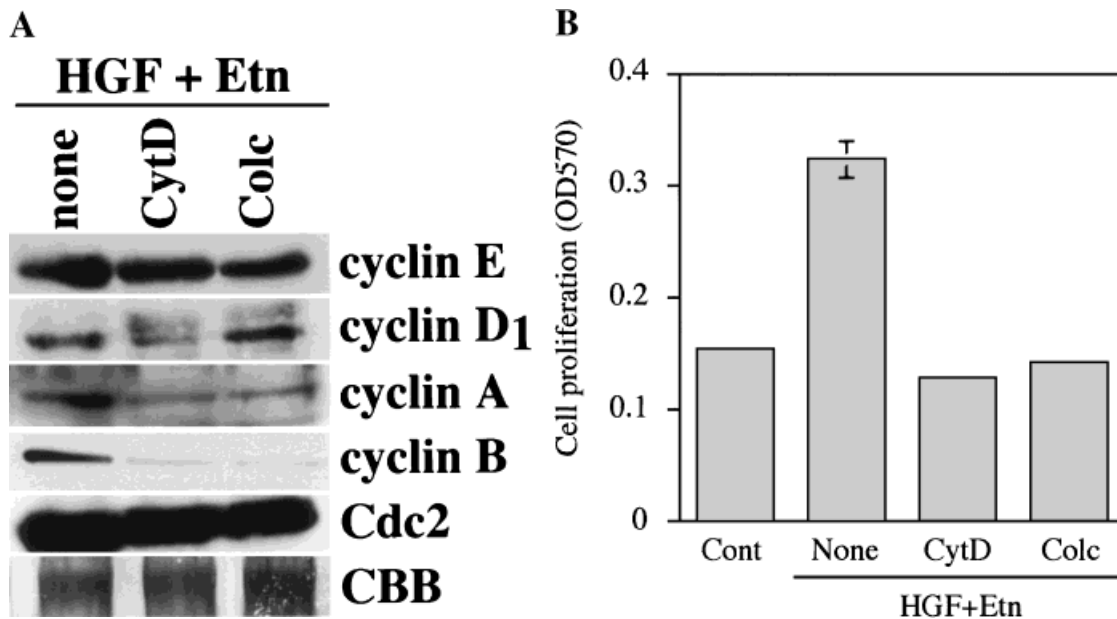 A
HGF + Etn
none
CytD
Colc
cyclin E
cyclin D1
cyclin A
cyclin B
Cdc2
CBB
B
Cell proliferation (OD570)
0.4
0.3
0.2
0.1
0
Cont
None
CytD
Colc
HGF+Etn